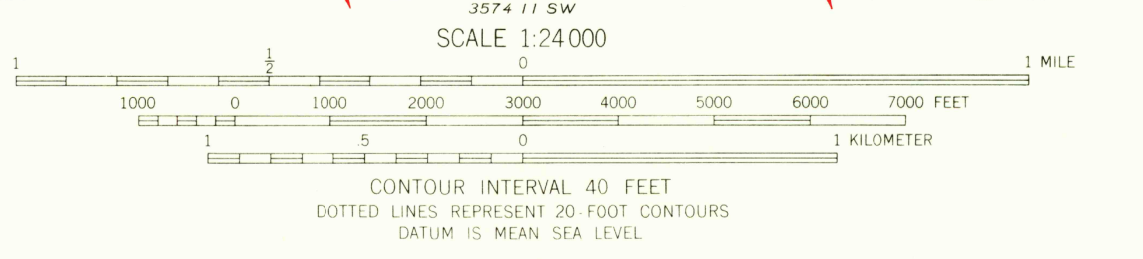 3574 II SW
SCALE 1:24 000
1 1/2 0 1 MILE
1000 0 1000 2000 3000 4000 5000 6000 7000 FEET
1 .5 0 1 KILOMETER
CONTOUR INTERVAL 40 FEET
DOTTED LINES REPRESENT 20-FOOT CONTOURS
DATUM IS MEAN SEA LEVEL